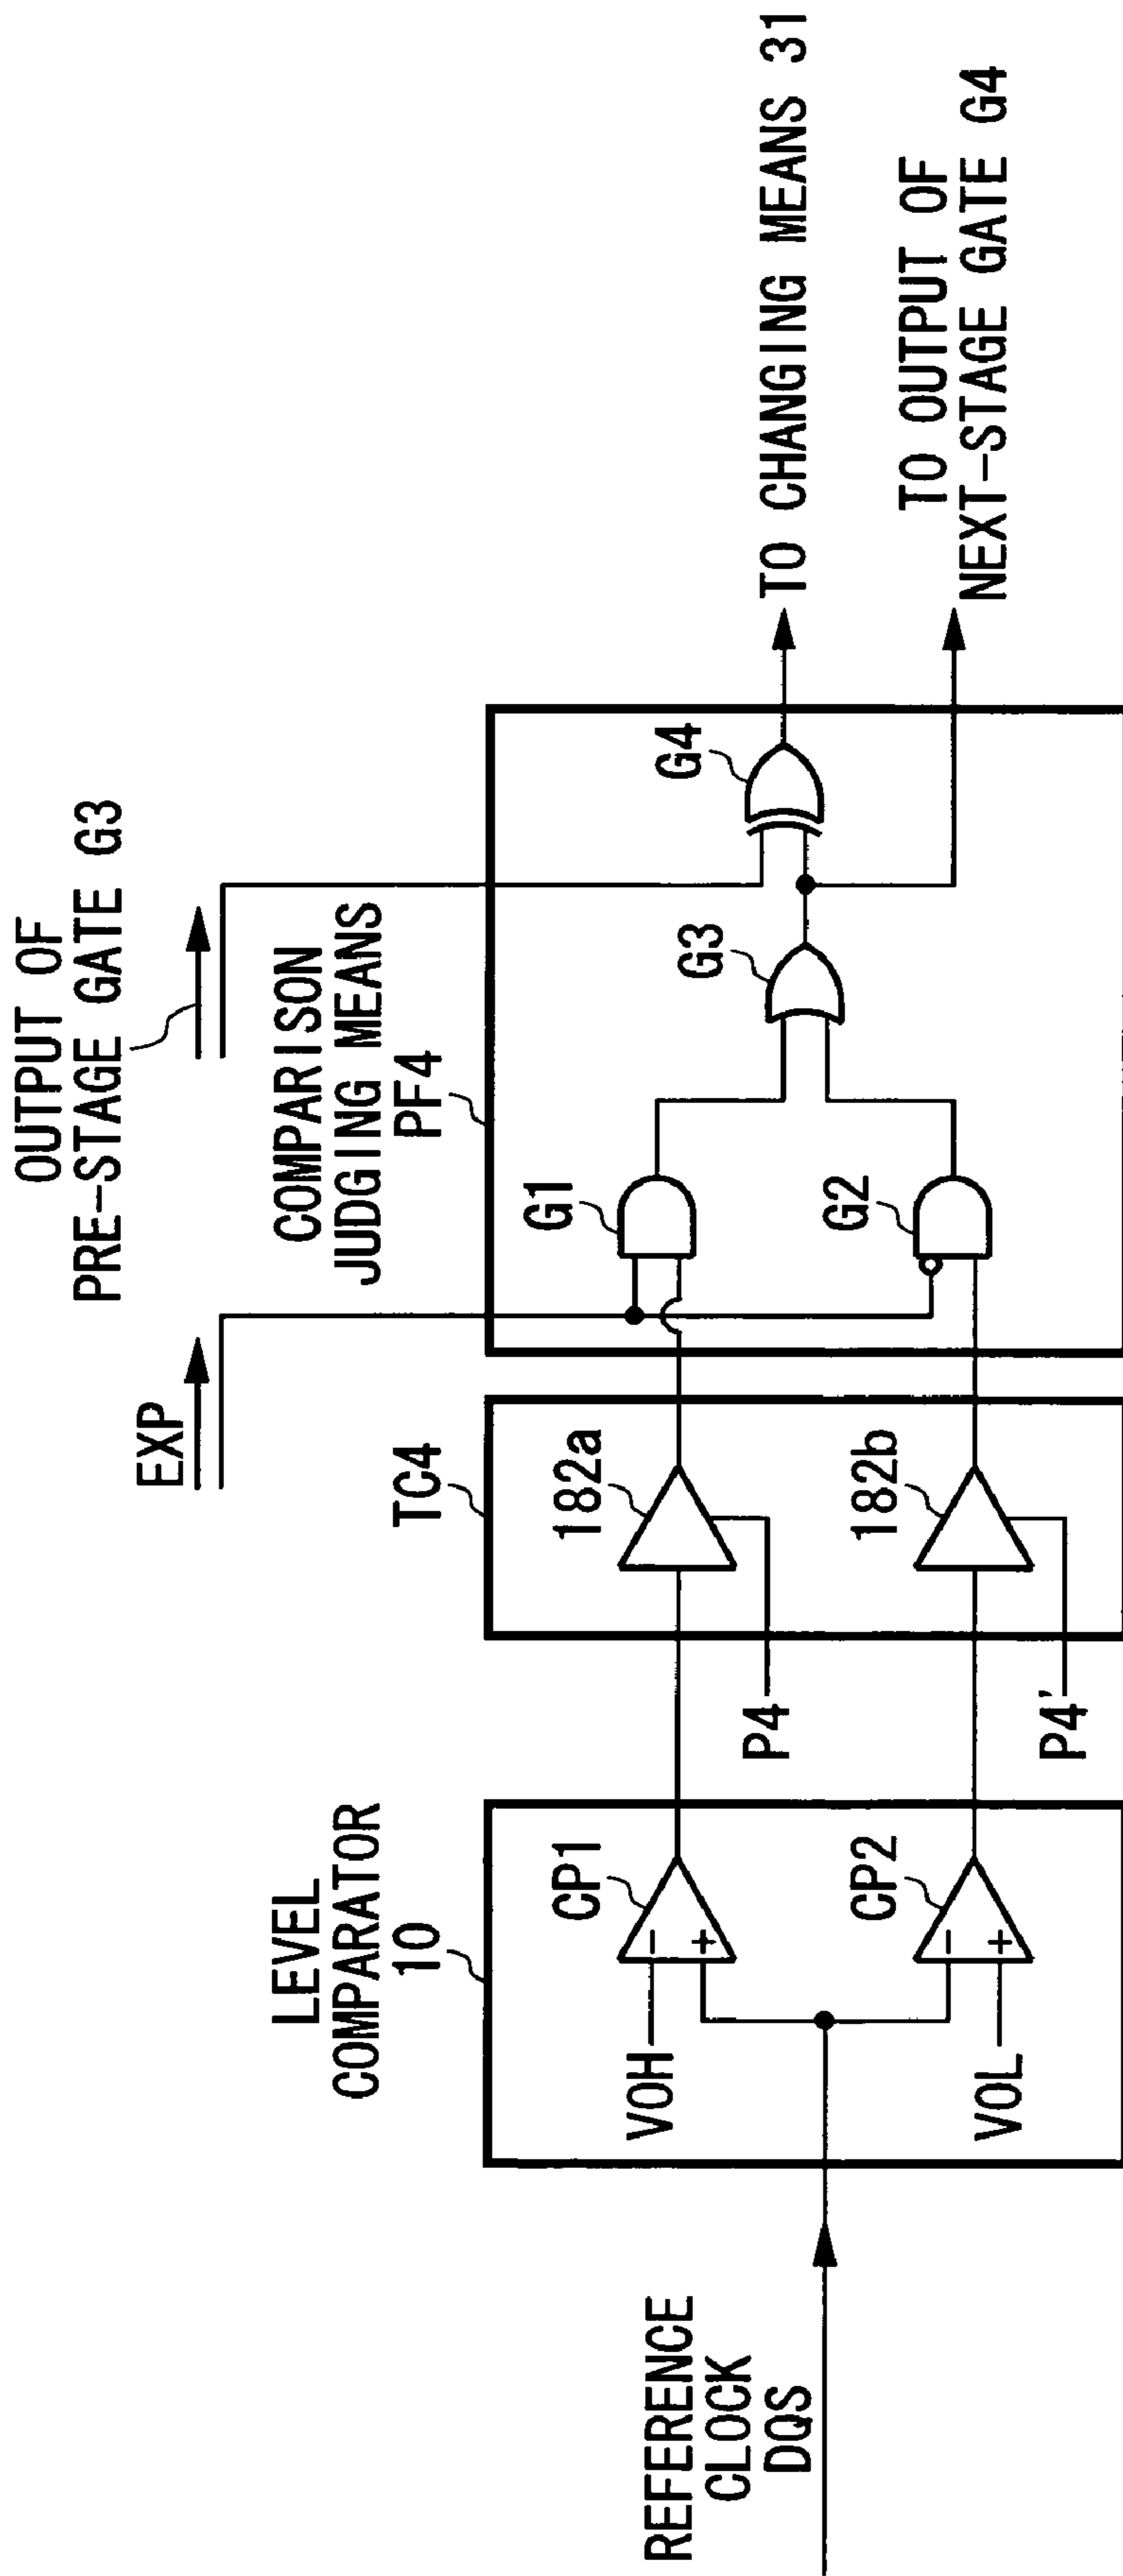 REFERENCE
CLOCK
DQS
LEVEL
COMPARATOR
10
VOH
VOL
-
+
CP1
-
+
CP2
TC4
P4
P4'
182a
182b
EXP
OUTPUT OF
PRE-STAGE GATE G3
COMPARISON
JUDGING MEANS
PF4
G1
G2
G3
G4
TO CHANGING MEANS 31
TO OUTPUT OF
NEXT-STAGE GATE G4